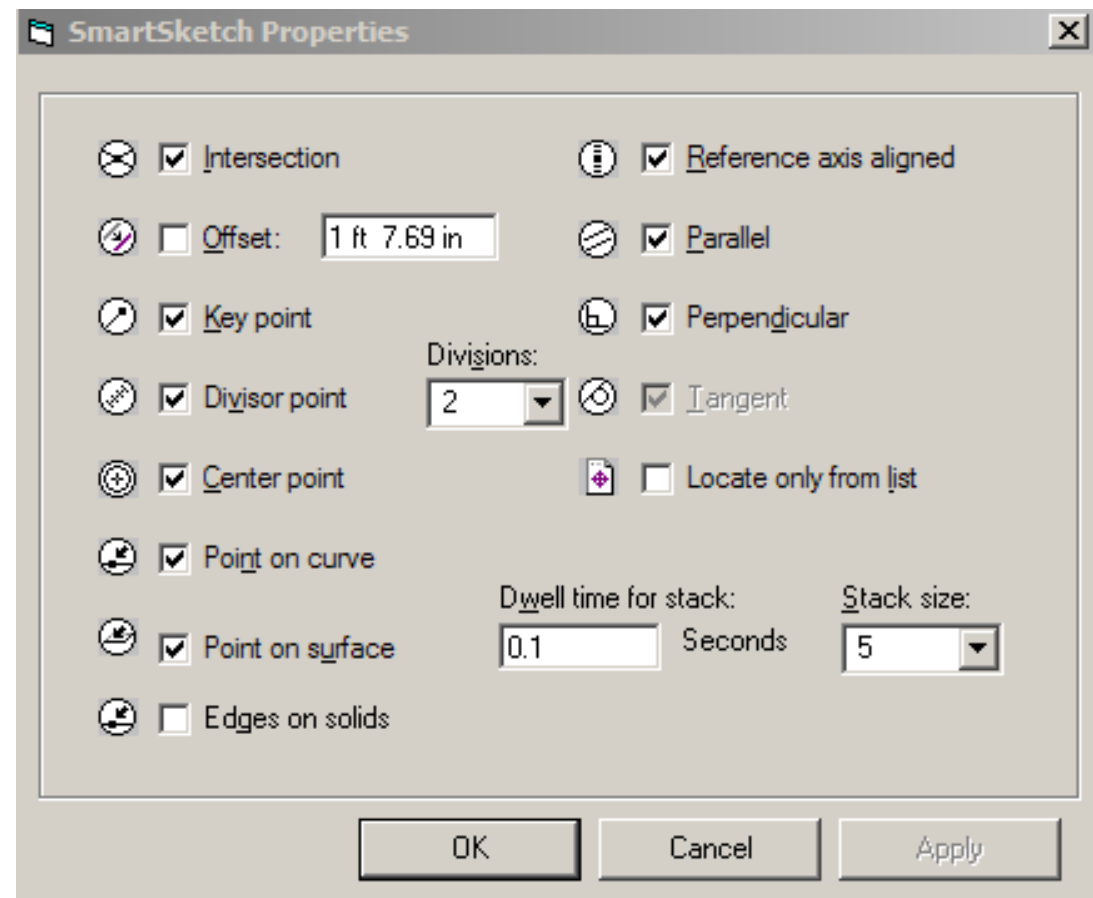 SmartSketch Properties
Intersection
Reference axis aligned
Offset: 1 ft 7.69 in
Parallel
Key point
Perpendicular
Divisions:
Divisor point
2
Tangent
Center point
Locate only from list
Point on curve
Dwell time for stack:
Stack size:
Point on surface
0.1 Seconds
5
Edges on solids
OK
Cancel
Apply